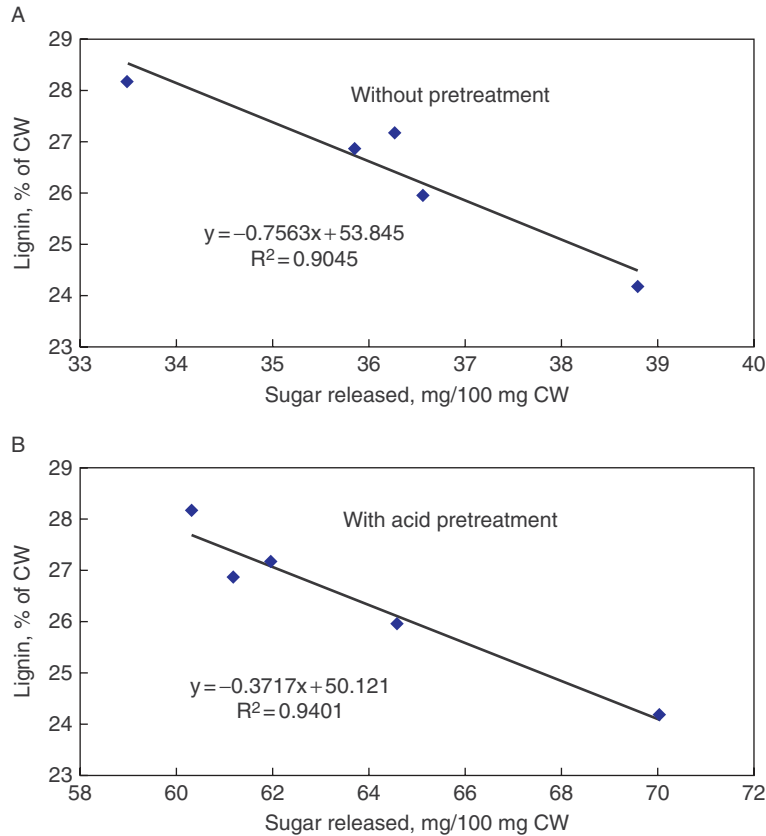 A
29
28
27
26
25
24
23
Lignin, % of CW
Without pretreatment
y=−0.7563x+53.845
R²=0.9045
33 34 35 36 37 38 39 40
Sugar released, mg/100 mg CW
B
29
28
27
26
25
24
23
Lignin, % of CW
With acid pretreatment
y=−0.3717x+50.121
R²=0.9401
58 60 62 64 66 68 70 72
Sugar released, mg/100 mg CW